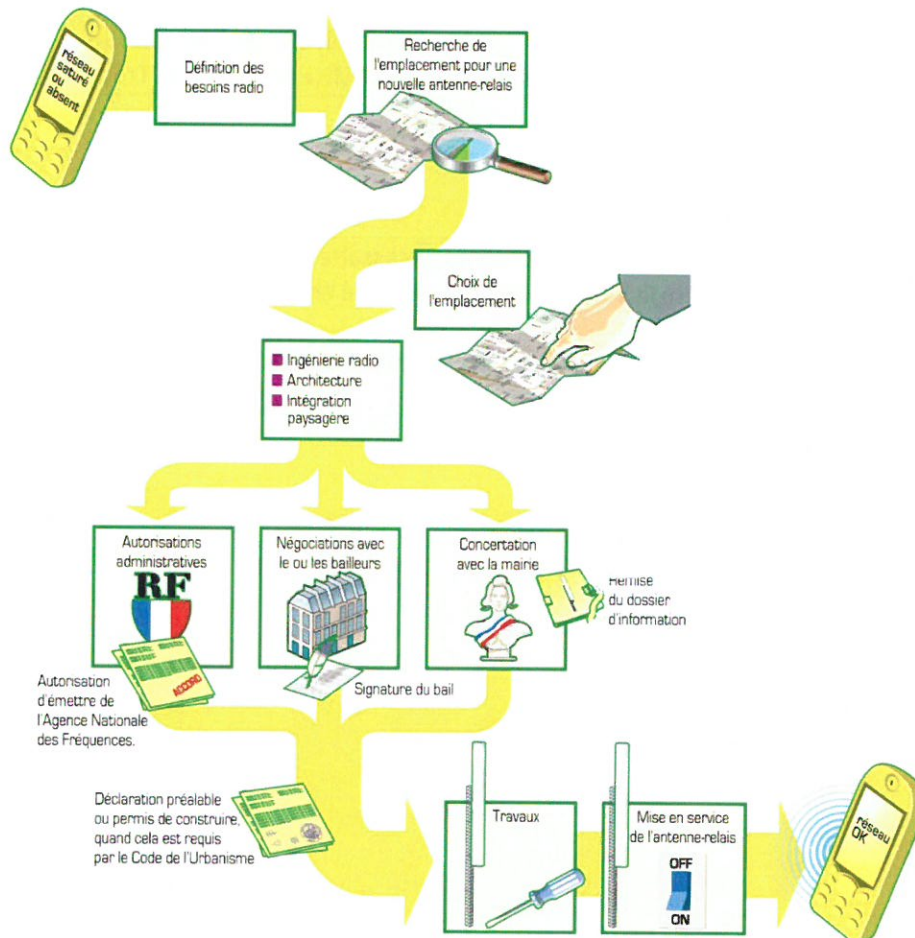 réseau
saturé
ou
absent
Définition des
besoins radio
Recherche de
l'emplacement pour une
nouvelle antenne-relais
Choix de
l'emplacement
Ingénierie radio
Architecture
Intégration
paysagère
Autorisations
administratives
RF
ACCORD
Autorisation
d'émettre de
l'Agence Nationale
des Fréquences.
Négociations avec
le ou les bailleurs
Signature du bail
Concertation
avec la mairie
Remise
du dossier
d'information
Déclaration préalable
ou permis de construire,
quand cela est requis
par le Code de l'Urbanisme
Travaux
Mise en service
de l'antenne-relais
OFF
ON
réseau
OK